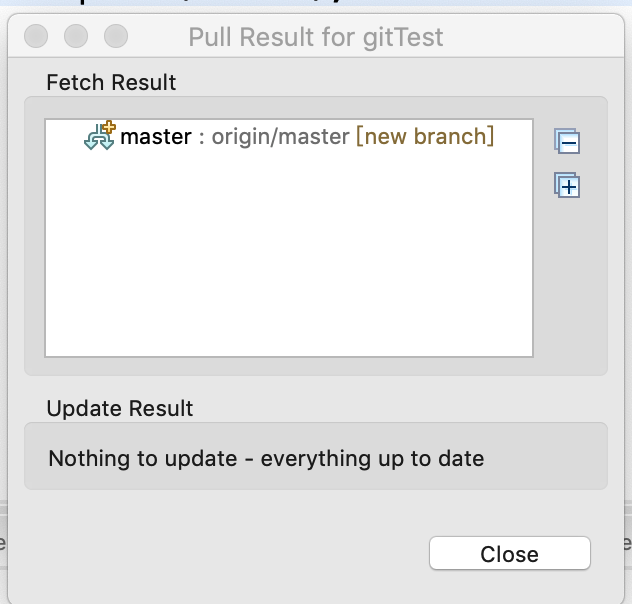 Pull Result for gitTest
Fetch Result
master : origin/master [new branch]
Update Result
Nothing to update - everything up to date
Close